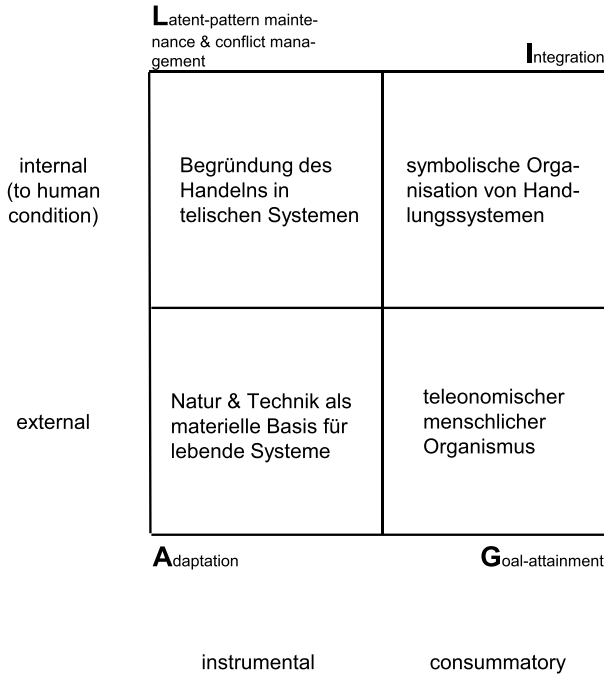 Latent-pattern mainte-
nance & conflict mana-
gement
Integration
internal
(to human
condition)
Begründung des
Handelns in
telischen Systemen
symbolische Orga-
nisation von Hand-
lungssystemen
external
Natur & Technik als
materielle Basis für
lebende Systeme
teleonomischer
menschlicher
Organismus
Adaptation
Goal-attainment
instrumental
consummatory